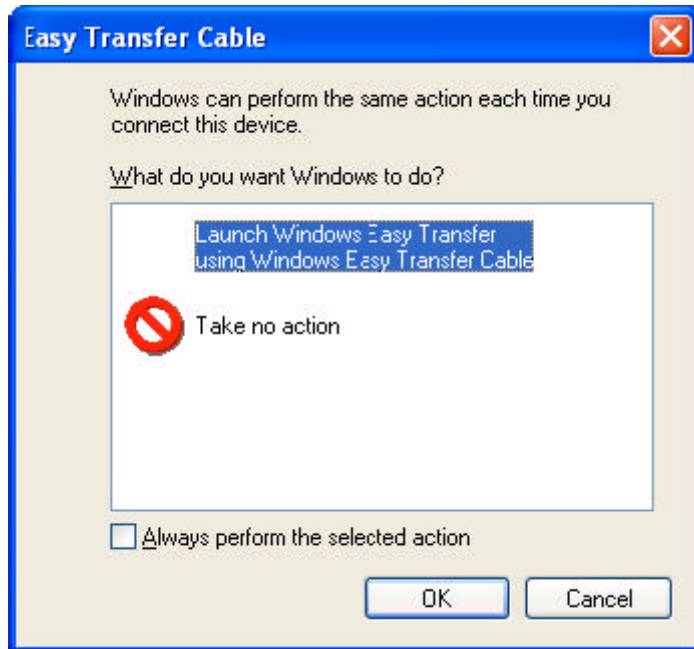 Easy Transfer Cable
Windows can perform the same action each time you
connect this device.
What do you want Windows to do?
Launch Windows Easy Transfer
using Windows Easy Transfer Cable
Take no action
Always perform the selected action
OK
Cancel